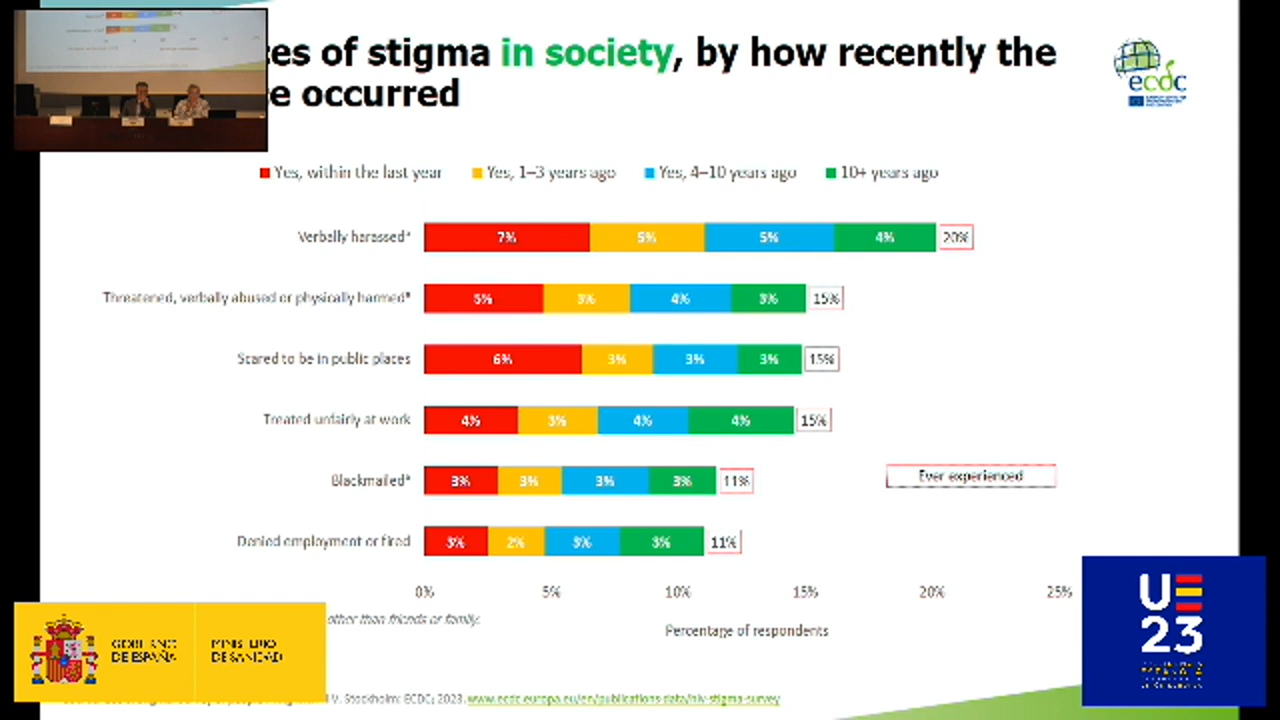 es of stigma in society, by how recently the
e occurred
ecdc
Yes, within the last year
Yes, 1–3 years ago
Yes, 4–10 years ago
10+ years ago
Verbally harassed*
7%
5%
5%
4%
20%
Threatened, verbally abused or physically harmed*
5%
3%
4%
3%
15%
Scared to be in public places
6%
3%
3%
3%
15%
Treated unfairly at work
4%
3%
4%
4%
15%
Blackmailed*
3%
3%
3%
3%
11%
Ever experienced
Denied employment or fired
3%
2%
3%
3%
11%
0%
5%
10%
15%
20%
25%
other than friends or family.
Percentage of respondents
GOBIERNO
DE ESPAÑA
MINISTERIO
DE SANIDAD
UE
23
V. Stockholm: ECDC; 2023. www.ecdc.europa.eu/en/publications-data/hiv-stigma-survey